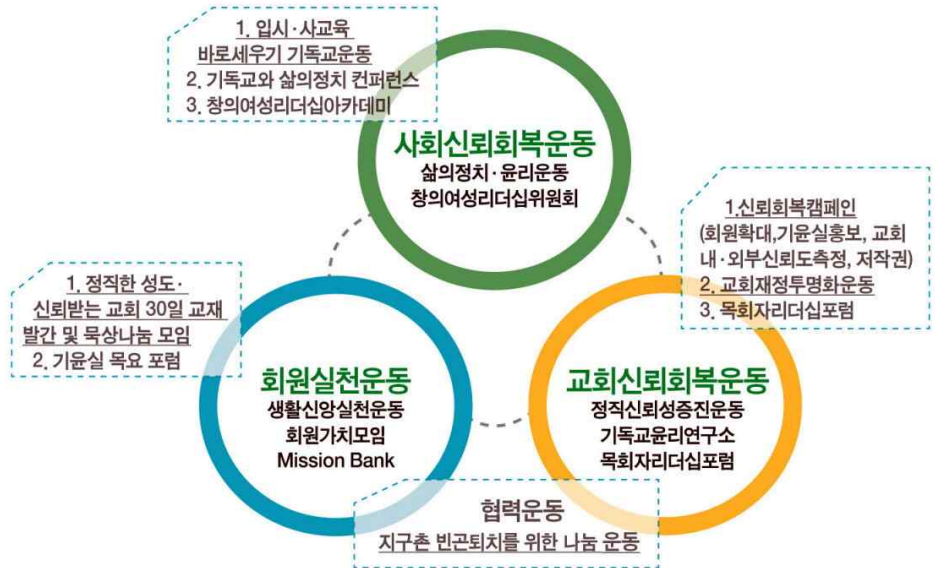 1. 입시·사교육
바로세우기 기독교운동
2. 기독교와 삶의정치 컨퍼런스
3. 창의여성리더십아카데미
사회신뢰회복운동
삶의정치·윤리운동
창의여성리더십위원회
1.신뢰회복캠페인
(회원확대,기윤실홍보, 교회
내·외부신뢰도측정, 저작권)
2. 교회재정투명화운동
3. 목회자리더십포럼
1. 정직한 성도·
신뢰받는 교회 30일 교재
발간 및 묵상나눔 모임
2. 기윤실 목요 포럼
회원실천운동
생활신앙실천운동
회원가치모임
Mission Bank
교회신뢰회복운동
정직신뢰성증진운동
기독교윤리연구소
목회자리더십포럼
협력운동
지구촌 빈곤퇴치를 위한 나눔 운동